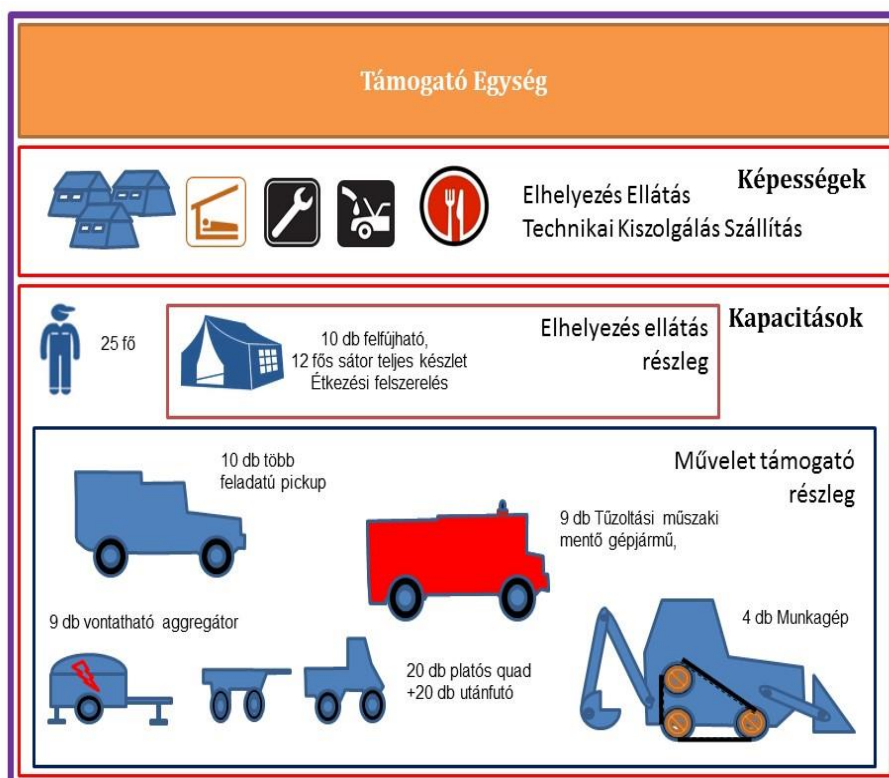 Támogató Egység
Képességek
Elhelyezés Ellátás
Technikai Kiszolgálás Szállítás
Kapacitások
25 fő
10 db felfújható,
12 fős sátor teljes készlet
Étkezési felszerelés
Elhelyezés ellátás
részleg
Művelet támogató
részleg
10 db több
feladatú pickup
9 db Tűzoltási műszaki
mentő gépjármű,
9 db vontatható aggregátor
20 db platós quad
+20 db utánfutó
4 db Munkagép